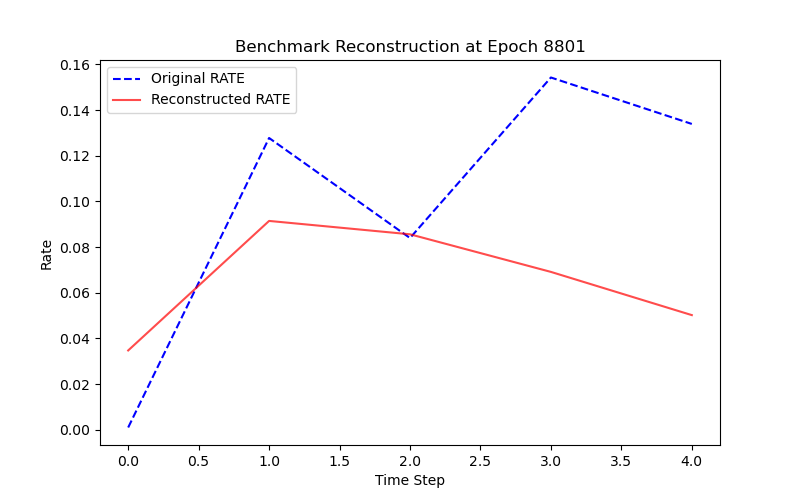 Benchmark Reconstruction at Epoch 8801
Original RATE
Reconstructed RATE
Rate
0.16
0.14
0.12
0.10
0.08
0.06
0.04
0.02
0.00
0.0 0.5 1.0 1.5 2.0 2.5 3.0 3.5 4.0
Time Step